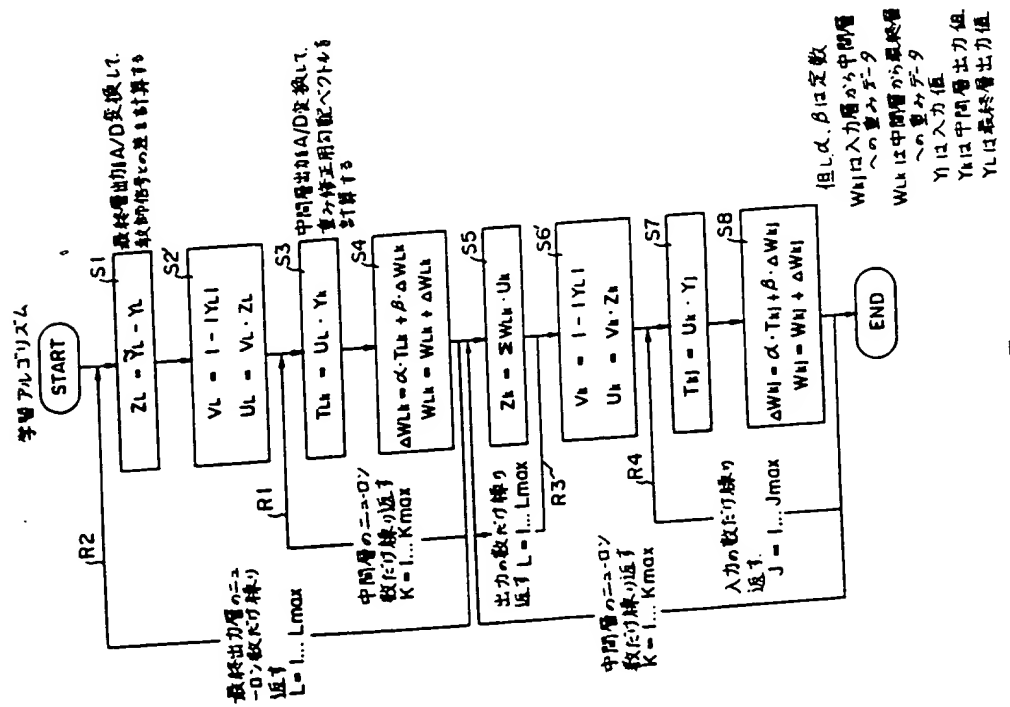 学習アルゴリズム
START
S1
ZL = ỸL - YL
最終層出力をA/D変換して、
教師信号との差を計算する
S2'
VL = 1 - |YL|
UL = VL・ZL
S3
TLk = UL・Yk
中間層出力をA/D変換して、
重み修正用勾配ベクトルを
計算する
S4
ΔWLk = α・TLk + β・ΔWLk
WLk = WLk + ΔWLk
S5
Zk = ΣWLk・Uk
S6'
Vk = 1 - |YL|
Uk = Vk・Zk
S7
Tkj = Uk・Yj
S8
ΔWkj = α・Tkj + β・ΔWkj
Wkj = Wkj + ΔWkj
END
R1
中間層のニューロン
数だけ繰り返す
K = 1... Kmax
R2
最終出力層のニュ
ーロン数だけ繰り
返す
L = 1... Lmax
R3
出力の数だけ繰り
返す L = 1... Lmax
R4
入力の数だけ繰り
返す
J = 1... Jmax
中間層のニューロン
数だけ繰り返す
K = 1... Kmax
但し、α、βは定数
Wkjは入力層から中間層
への重みデータ
WLkは中間層から最終層
への重みデータ
Yjは入力値
Ykは中間層出力値
YLは最終層出力値